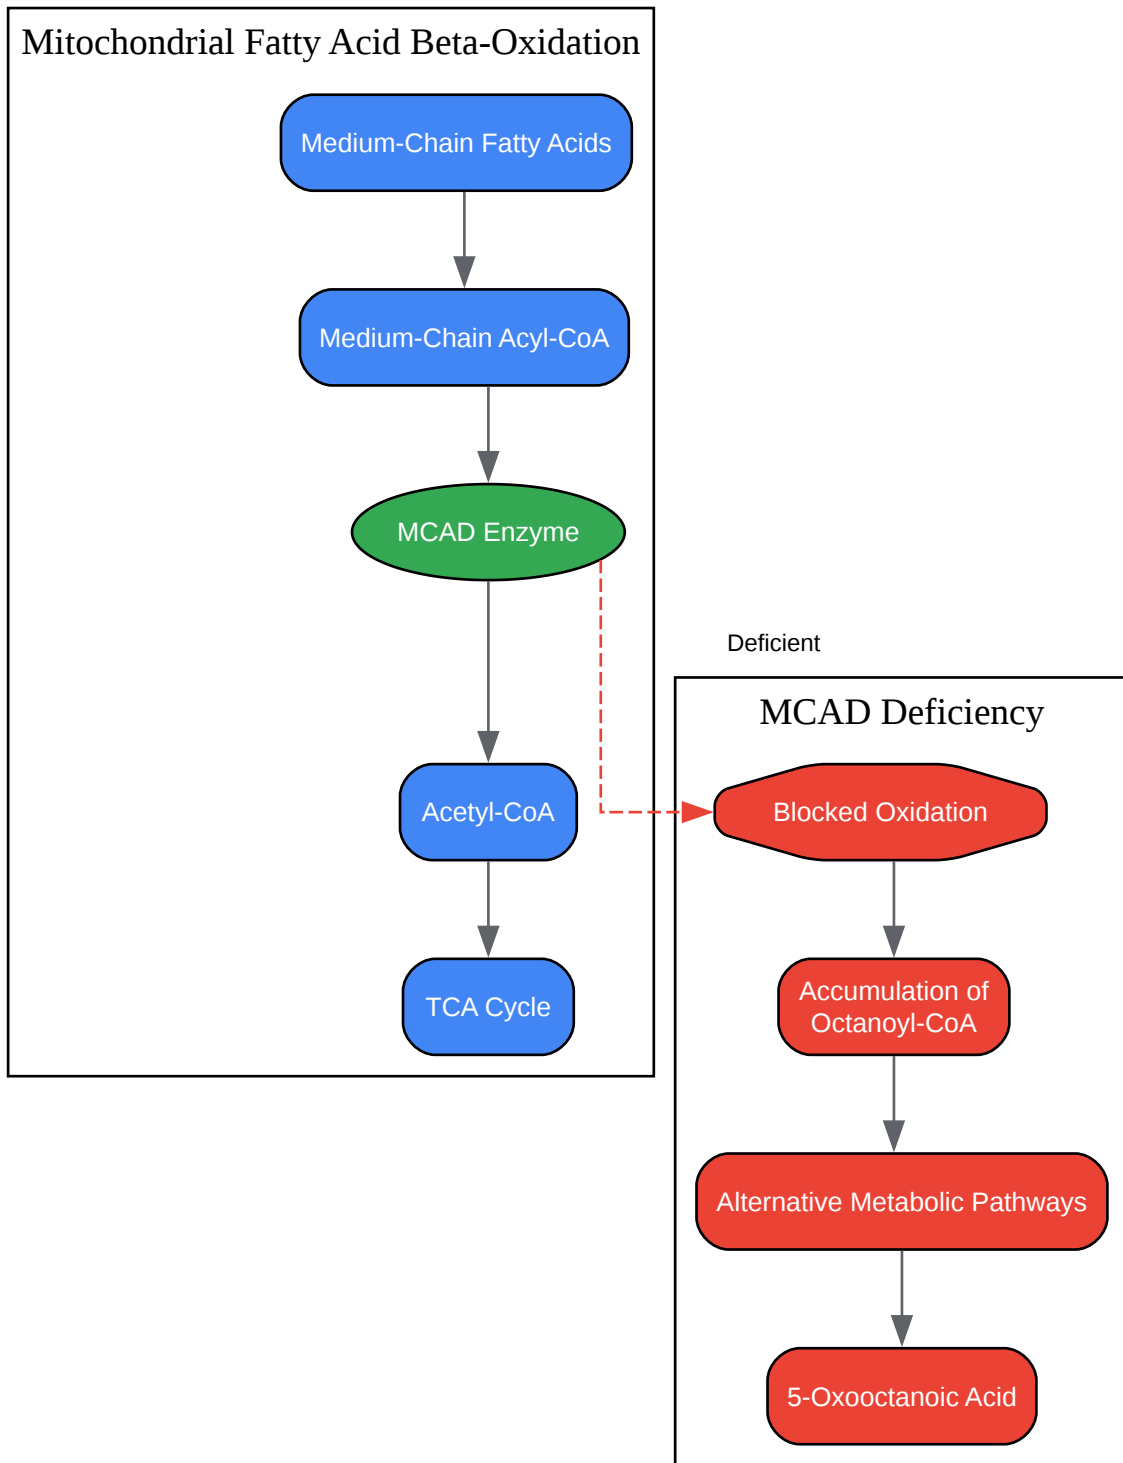 Mitochondrial Fatty Acid Beta-Oxidation
Medium-Chain Fatty Acids
Medium-Chain Acyl-CoA
MCAD Enzyme
Acetyl-CoA
TCA Cycle
Deficient
MCAD Deficiency
Blocked Oxidation
Accumulation of
Octanoyl-CoA
Alternative Metabolic Pathways
5-Oxooctanoic Acid